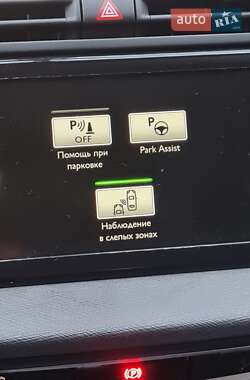 AUTO
RIA
P
OFF
P
Помощь при
парковке
Park Assist
Наблюдение
в слепых зонах
P